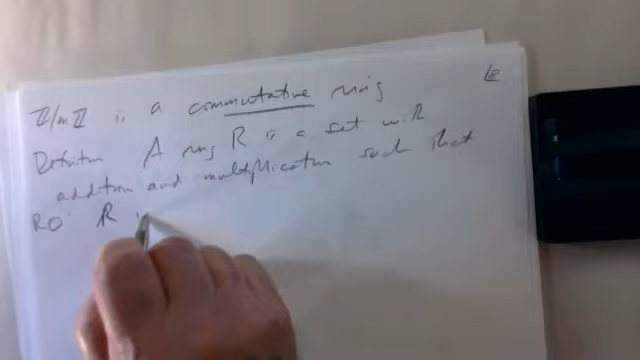 ℤ/mℤ is a commutative ring
Definition A ring R is a set with
addition and multiplication such that
R0: R i